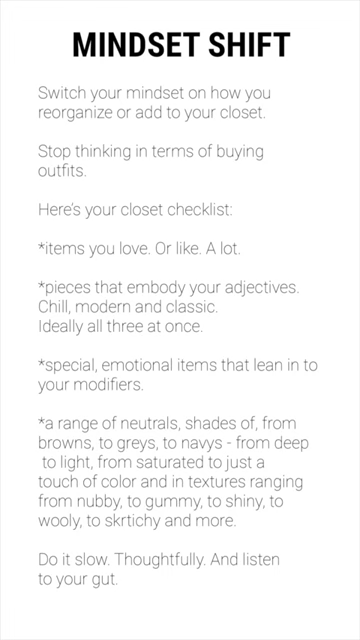 MINDSET SHIFT
Switch your mindset on how you
reorganize or add to your closet.
Stop thinking in terms of buying
outfits.
Here's your closet checklist:
*items you love. Or like. A lot.
*pieces that embody your adjectives.
Chill, modern and classic.
Ideally all three at once.
*special, emotional items that lean in to
your modifiers.
*a range of neutrals, shades of, from
browns, to greys, to navys - from deep
to light, from saturated to just a
touch of color and in textures ranging
from nubby, to gummy, to shiny, to
wooly, to skrtichy and more.
Do it slow. Thoughtfully. And listen
to your gut.